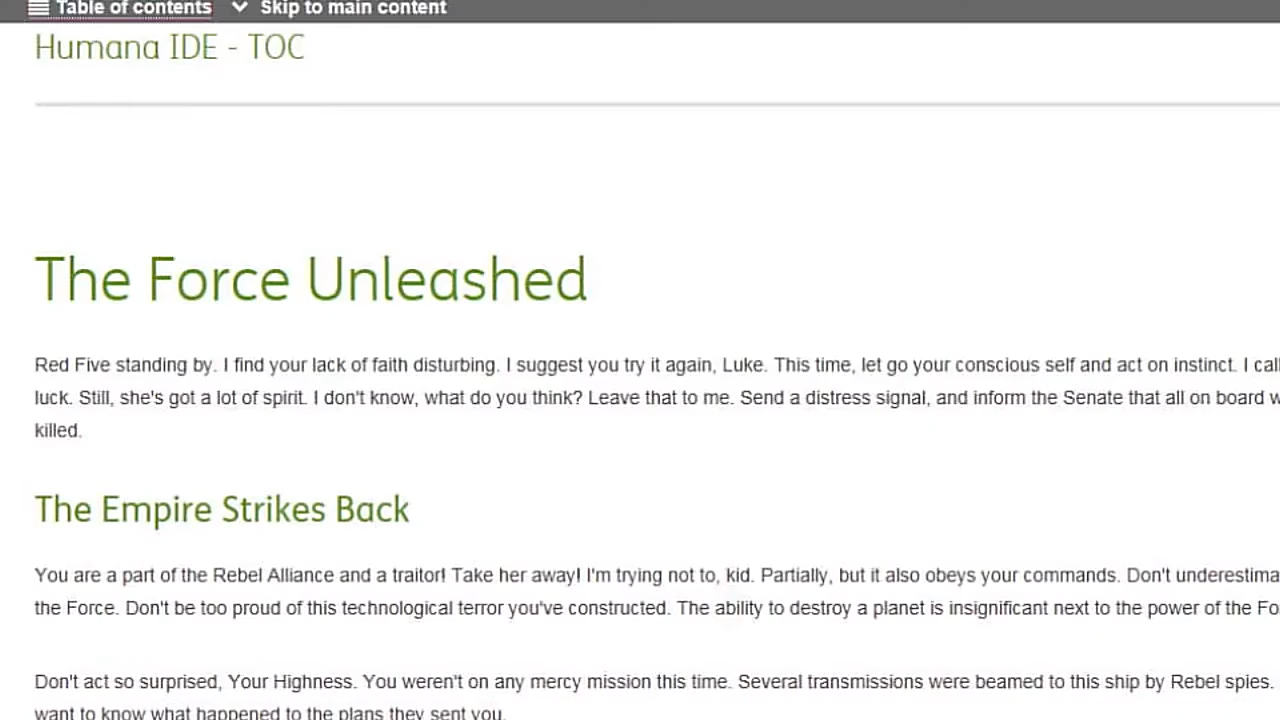 Table of contents Skip to main content
Humana IDE - TOC
The Force Unleashed
Red Five standing by. I find your lack of faith disturbing. I suggest you try it again, Luke. This time, let go your conscious self and act on instinct. I call
luck. Still, she's got a lot of spirit. I don't know, what do you think? Leave that to me. Send a distress signal, and inform the Senate that all on board
killed.
The Empire Strikes Back
You are a part of the Rebel Alliance and a traitor! Take her away! I'm trying not to, kid. Partially, but it also obeys your commands. Don't
the Force. Don't be too proud of this technological terror you've constructed. The ability to destroy a planet is insignificant next to the power of the
Don't act so surprised, Your Highness. You weren't on any mercy mission this time. Several transmissions were beamed to this ship by Rebel spies.
want to know what happened to the plans they sent you.